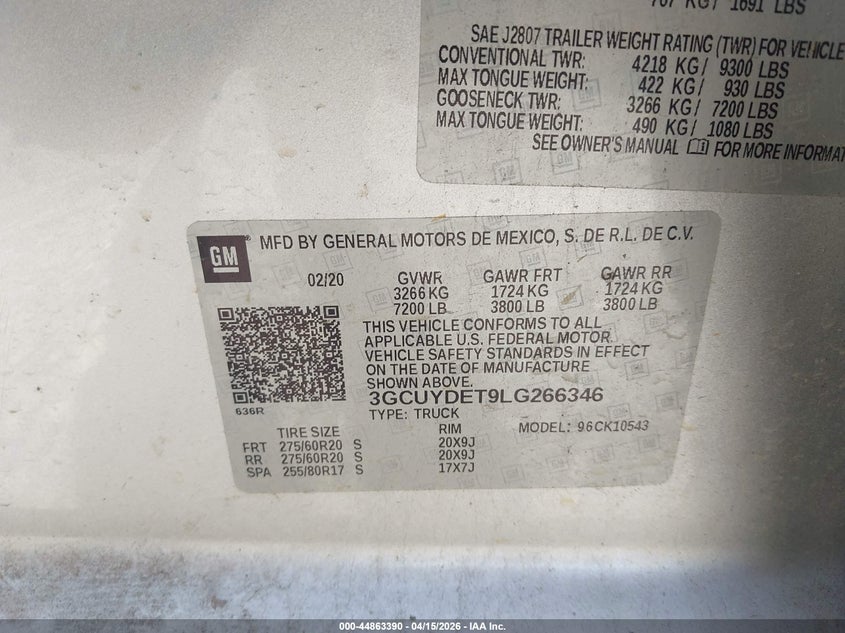 767 KG/ 1691 LBS
SAE J2807 TRAILER WEIGHT RATING (TWR) FOR VEHICLE
CONVENTIONAL TWR: 4218 KG/ 9300 LBS
MAX TONGUE WEIGHT: 422 KG/ 930 LBS
GOOSENECK TWR: 3266 KG/ 7200 LBS
MAX TONGUE WEIGHT: 490 KG/ 1080 LBS
SEE OWNER'S MANUAL FOR MORE INFORMAT
GM ® MFD BY GENERAL MOTORS DE MEXICO, S. DE R.L. DE C.V.
02/20 GVWR GAWR FRT GAWR RR
3266 KG 1724 KG 1724 KG
7200 LB 3800 LB 3800 LB
THIS VEHICLE CONFORMS TO ALL
APPLICABLE U.S. FEDERAL MOTOR
VEHICLE SAFETY STANDARDS IN EFFECT
ON THE DATE OF MANUFACTURE
SHOWN ABOVE.
3GCUYDET9LG266346
636R TYPE: TRUCK
TIRE SIZE RIM MODEL: 96CK10543
FRT 275/60R20 S 20X9J
RR 275/60R20 S 20X9J
SPA 255/80R17 S 17X7J
000-44863390 - 04/15/2026 - IAA Inc.